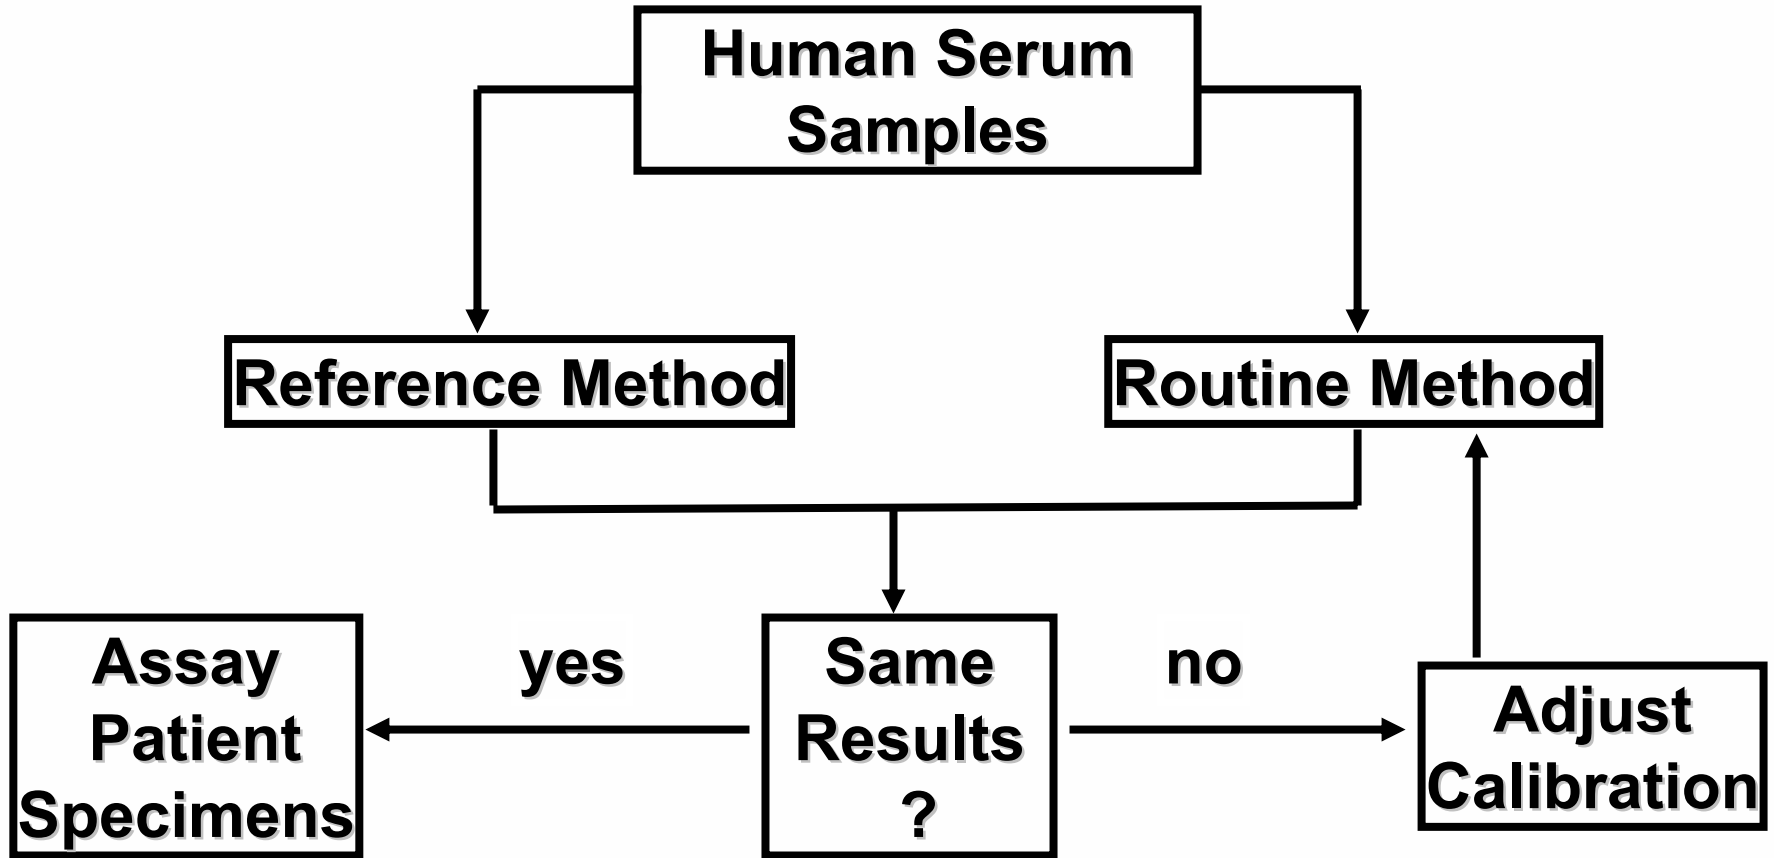 Human Serum
Samples
Reference Method
Routine Method
Assay
Patient
Specimens
yes
Same
Results
?
no
Adjust
Calibration